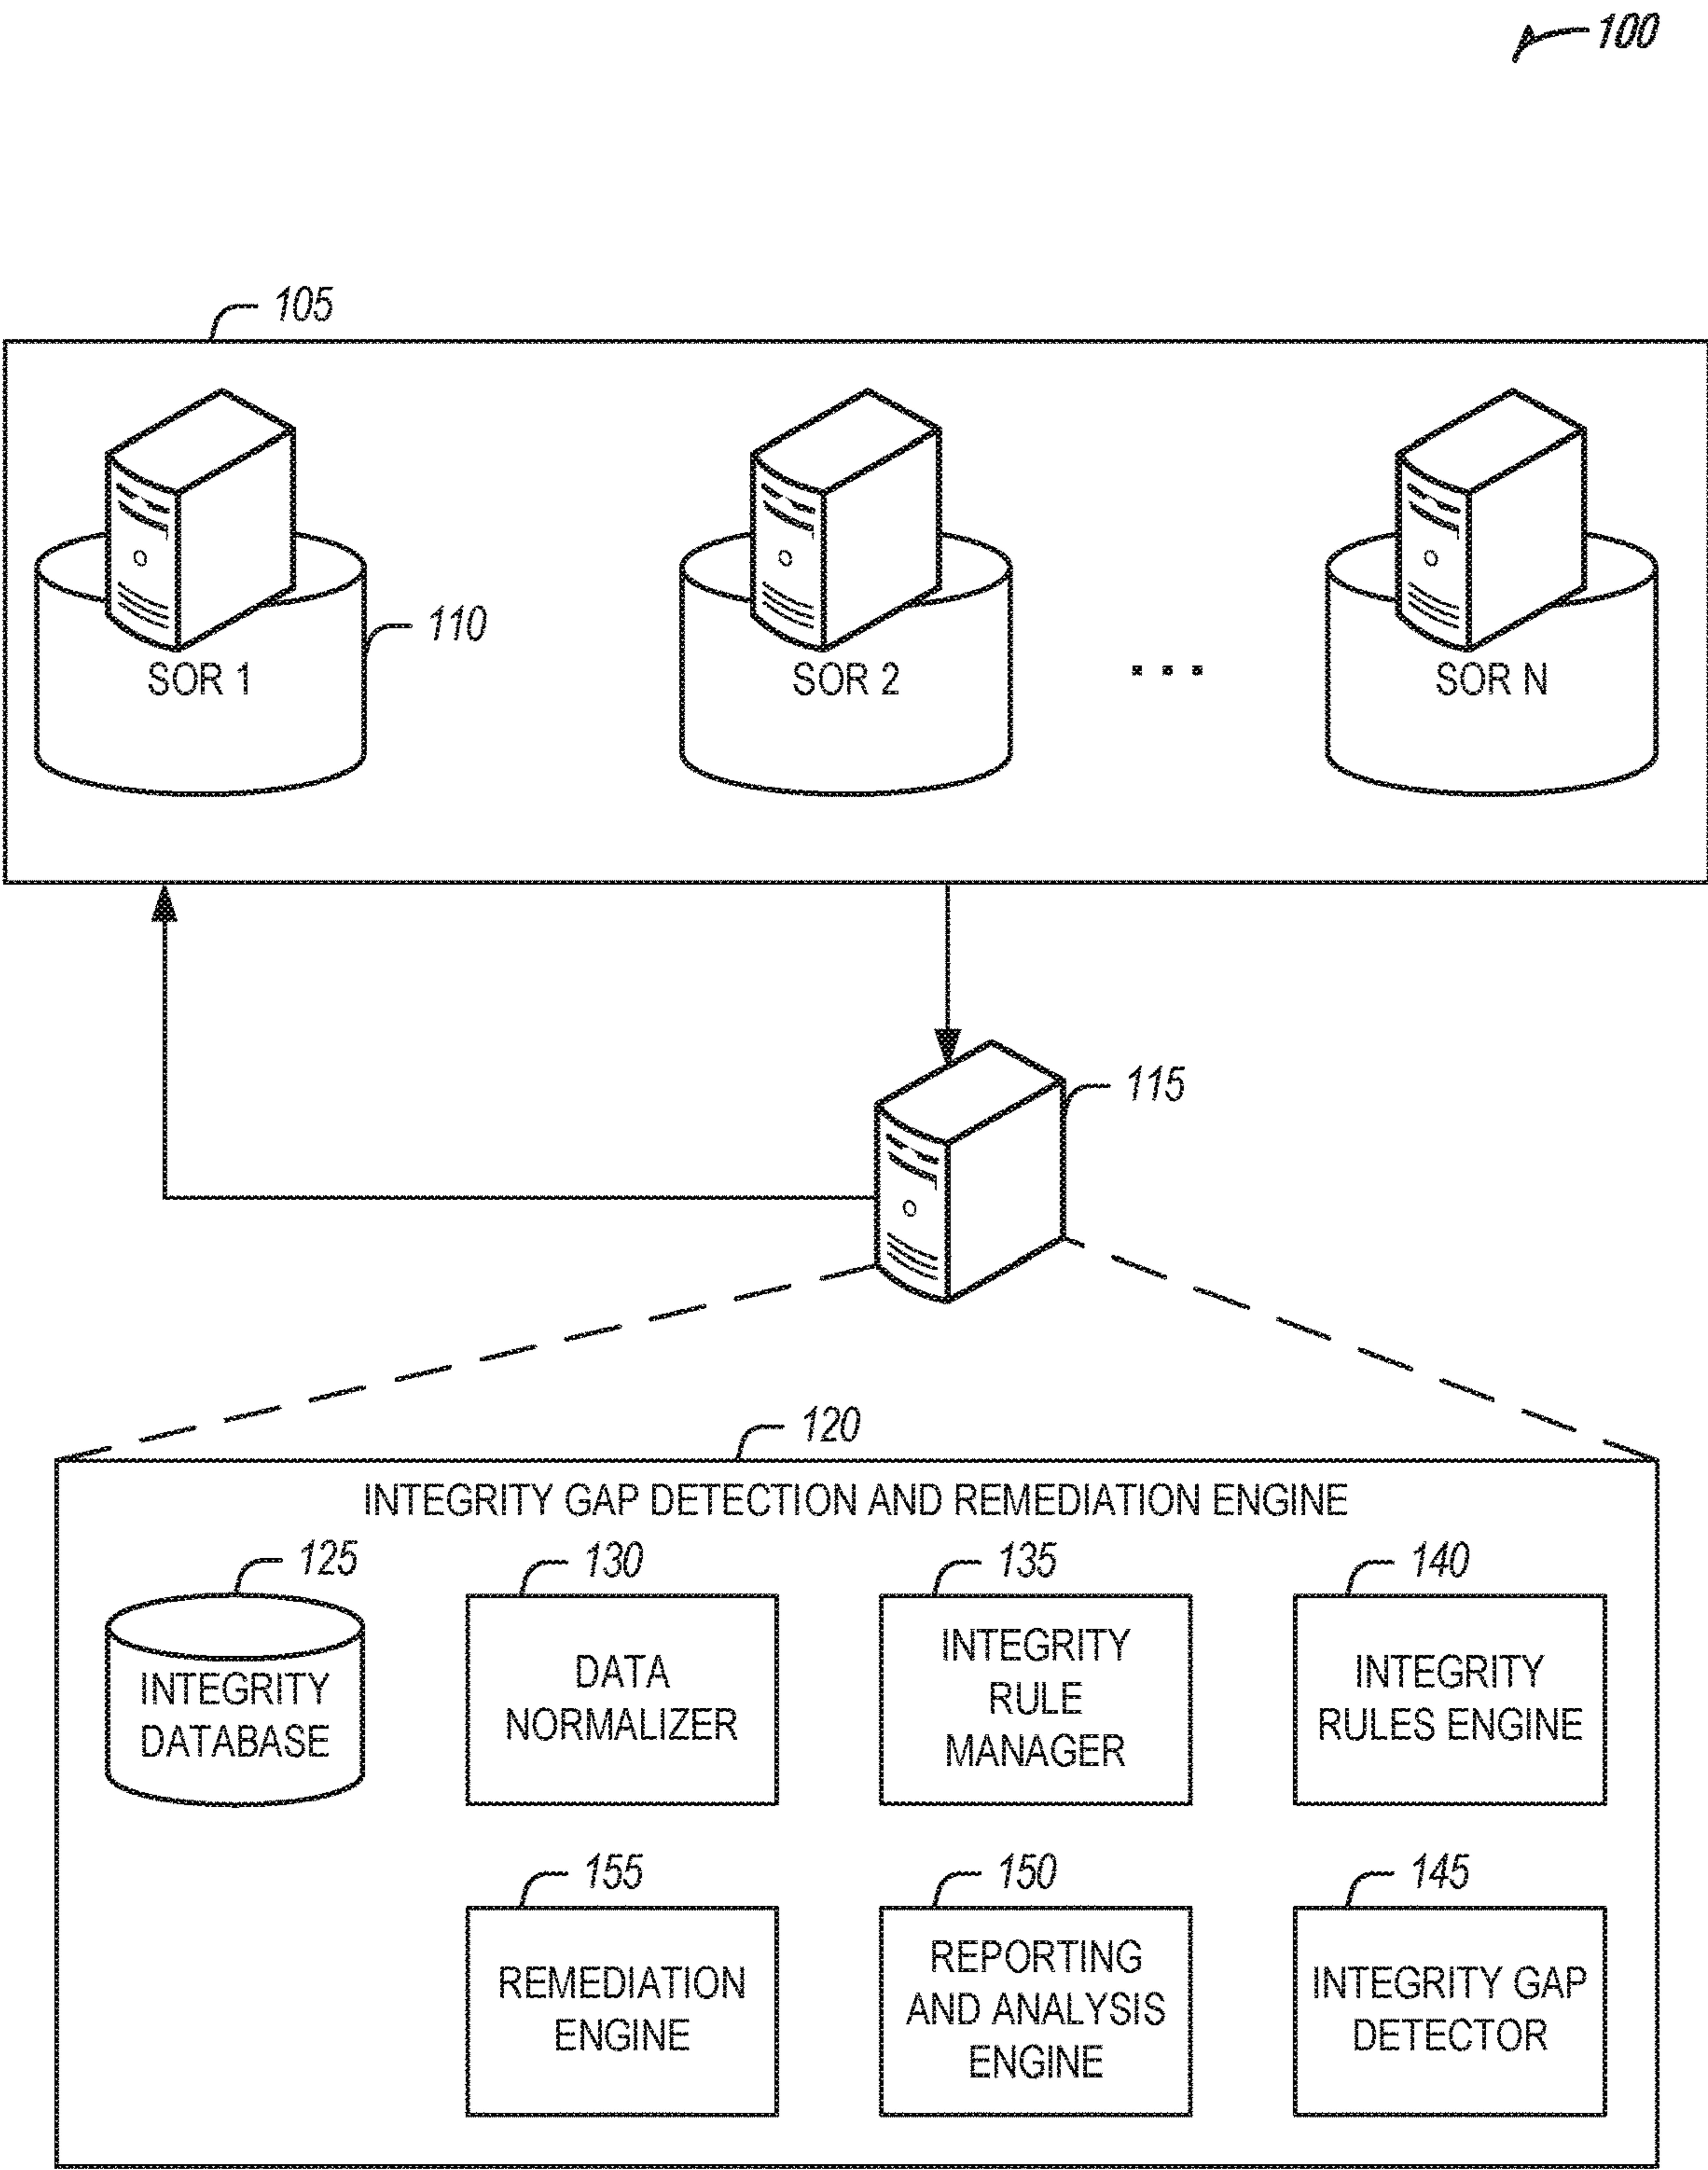 100
105
110
SOR 1
SOR 2
...
SOR N
115
120
INTEGRITY GAP DETECTION AND REMEDIATION ENGINE
125
INTEGRITY
DATABASE
130
DATA
NORMALIZER
135
INTEGRITY
RULE
MANAGER
140
INTEGRITY
RULES ENGINE
155
REMEDIATION
ENGINE
150
REPORTING
AND ANALYSIS
ENGINE
145
INTEGRITY GAP
DETECTOR